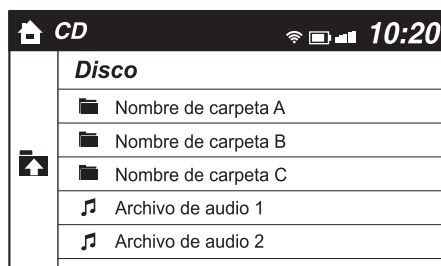 CD 10:20
Disco
Nombre de carpeta A
Nombre de carpeta B
Nombre de carpeta C
Archivo de audio 1
Archivo de audio 2